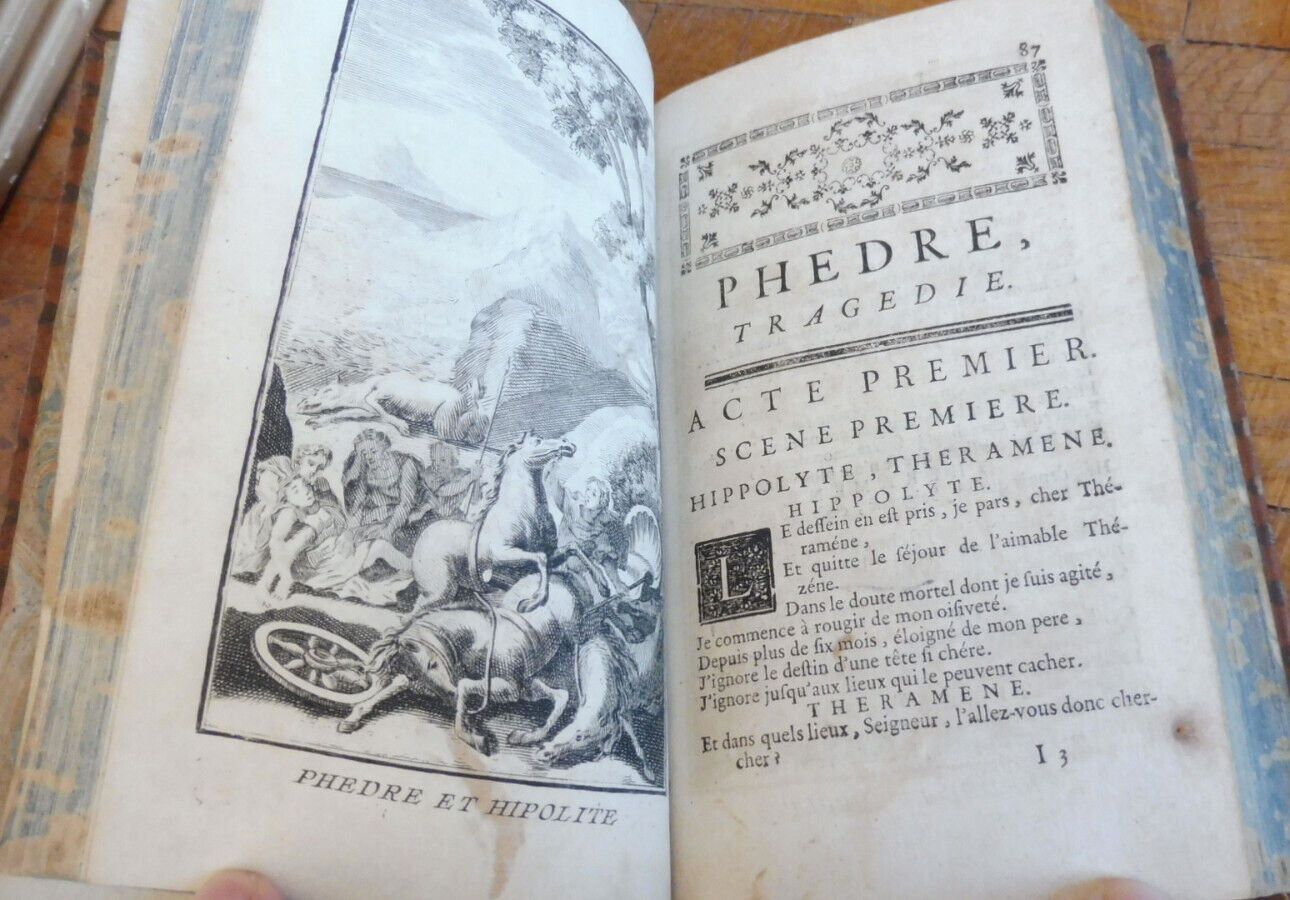 PHEDRE ET HIPOLITE
87
PHEDRE,
TRAGEDIE.
ACTE PREMIER.
SCENE PREMIERE.
HIPPOLYTE, THERAMENE.
HIPPOLYTE.
LE deſſein en eſt pris, je pars, cher Thé-
raméne,
Et quitte le ſéjour de l'aimable Thé-
zéne.
Dans le doute mortel dont je ſuis agité,
Je commence à rougir de mon oiſiveté.
Depuis plus de ſix mois, éloigné de mon pere,
J'ignore le deſtin d'une tête ſi chére.
J'ignore juſqu'aux lieux qui le peuvent cacher.
THERAMENE.
Et dans quels lieux, Seigneur, l'allez-vous donc cher-
cher?
I 3